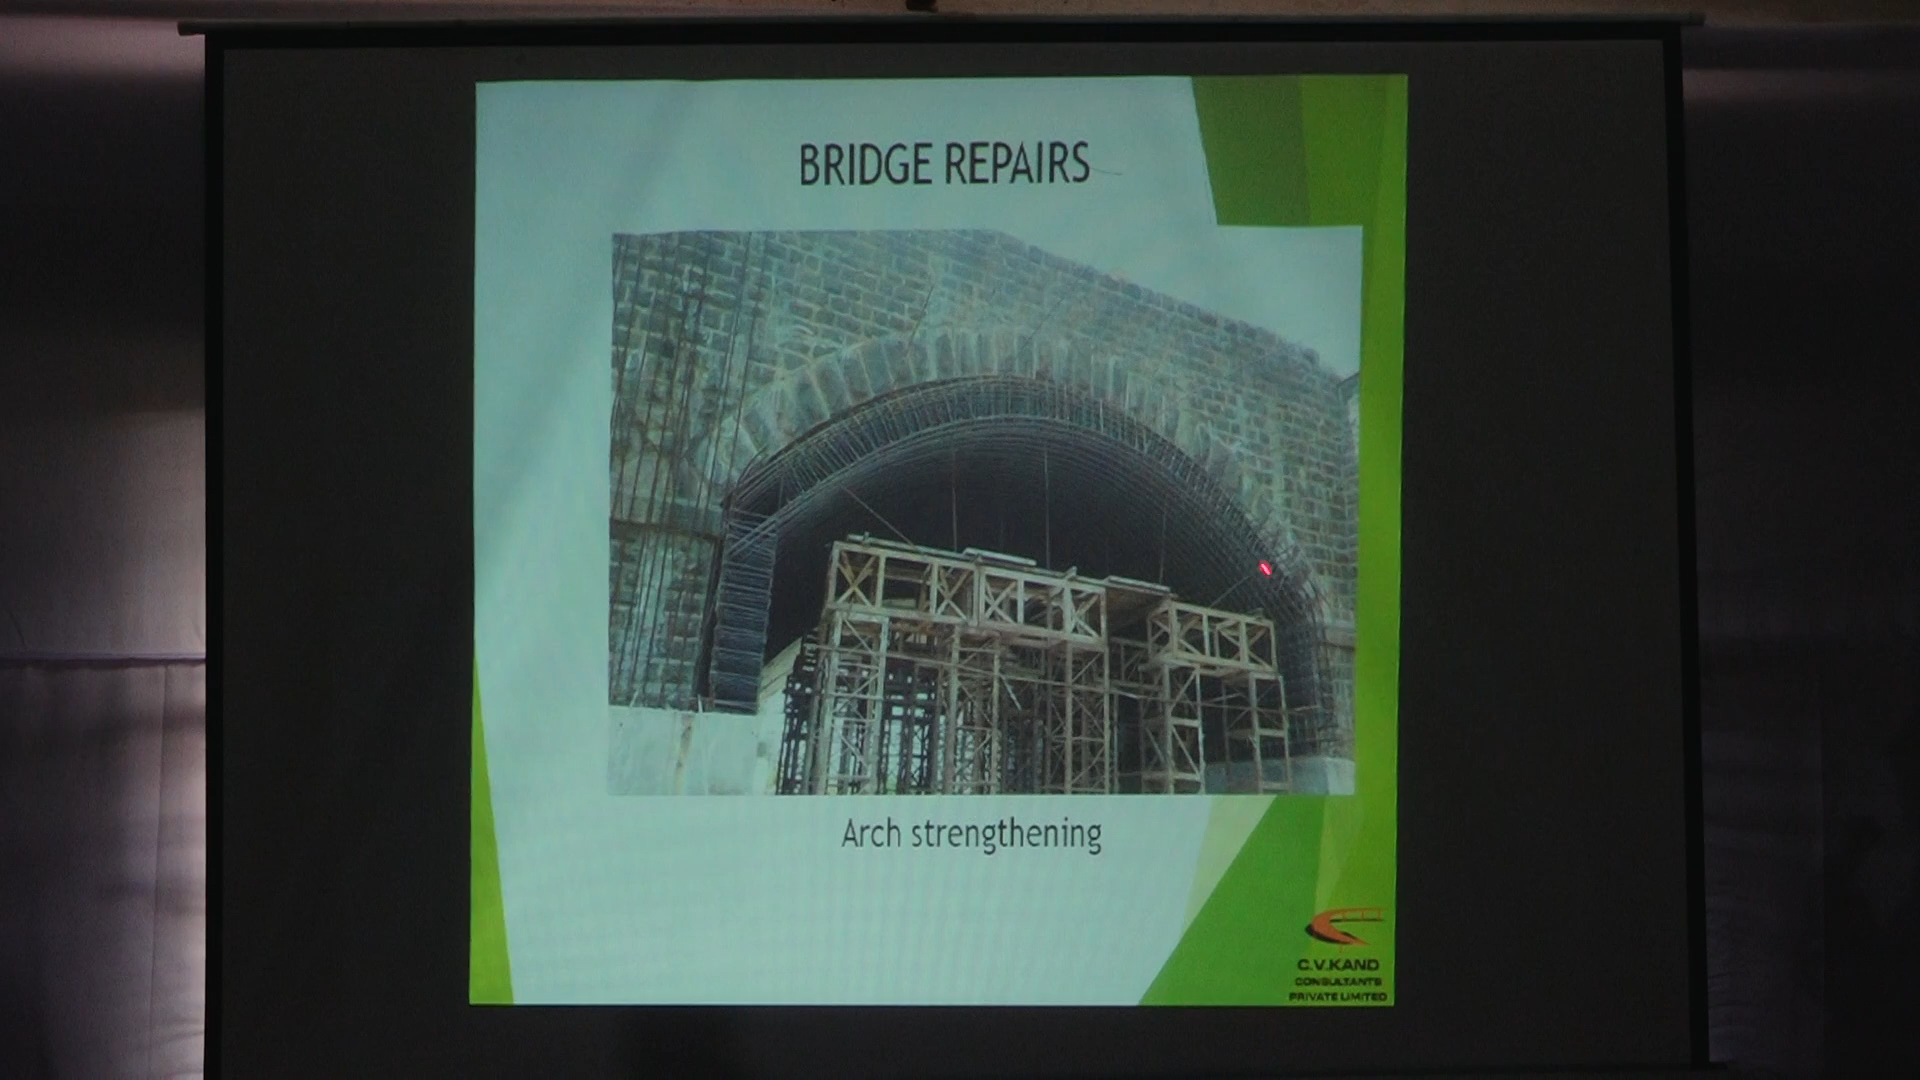 BRIDGE REPAIRS
Arch strengthening
C.V.KAND
CONSULTANTS
PRIVATE LIMITED